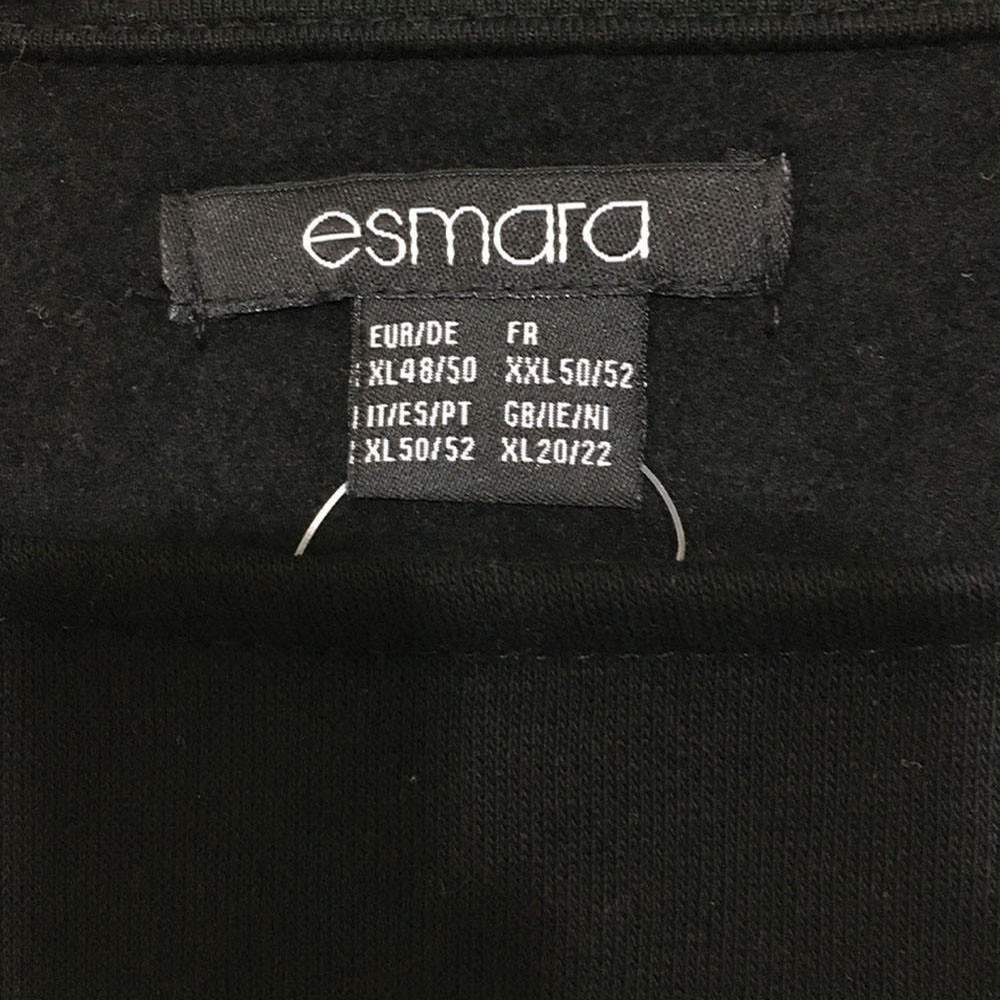 esmara
EUR/DE FR
XL48/50 XXL50/52
IT/ES/PT GB/IE/NI
XL50/52 XL20/22